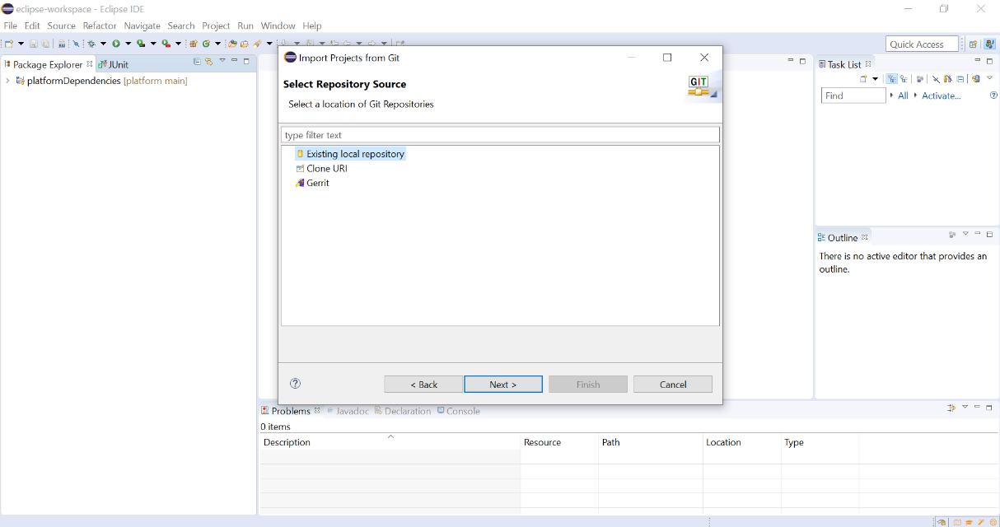 eclipse-workspace - Eclipse IDE
File Edit Source Refactor Navigate Search Project Run Window Help
Quick Access
Package Explorer JUnit
platformDependencies [platform main]
Import Projects from Git
Select Repository Source
Select a location of Git Repositories
GIT
type filter text
Existing local repository
Clone URI
Gerrit
< Back Next > Finish Cancel
Task List
Find All Activate...
Outline
There is no active editor that provides an
outline.
Problems Javadoc Declaration Console
0 items
Description Resource Path Location Type